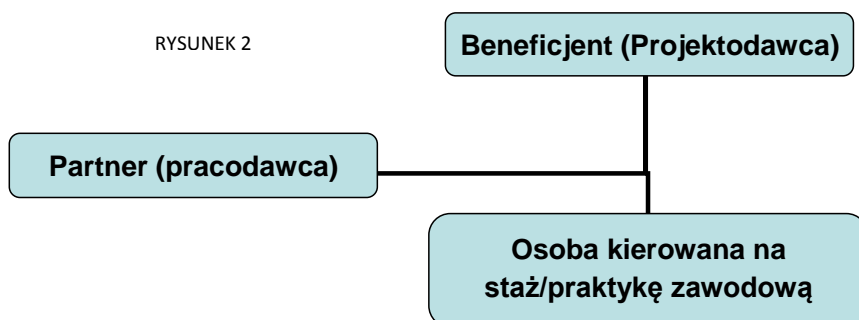 RYSUNEK 2
Beneficjent (Projektodawca)
Partner (pracodawca)
Osoba kierowana na
staż/praktykę zawodową